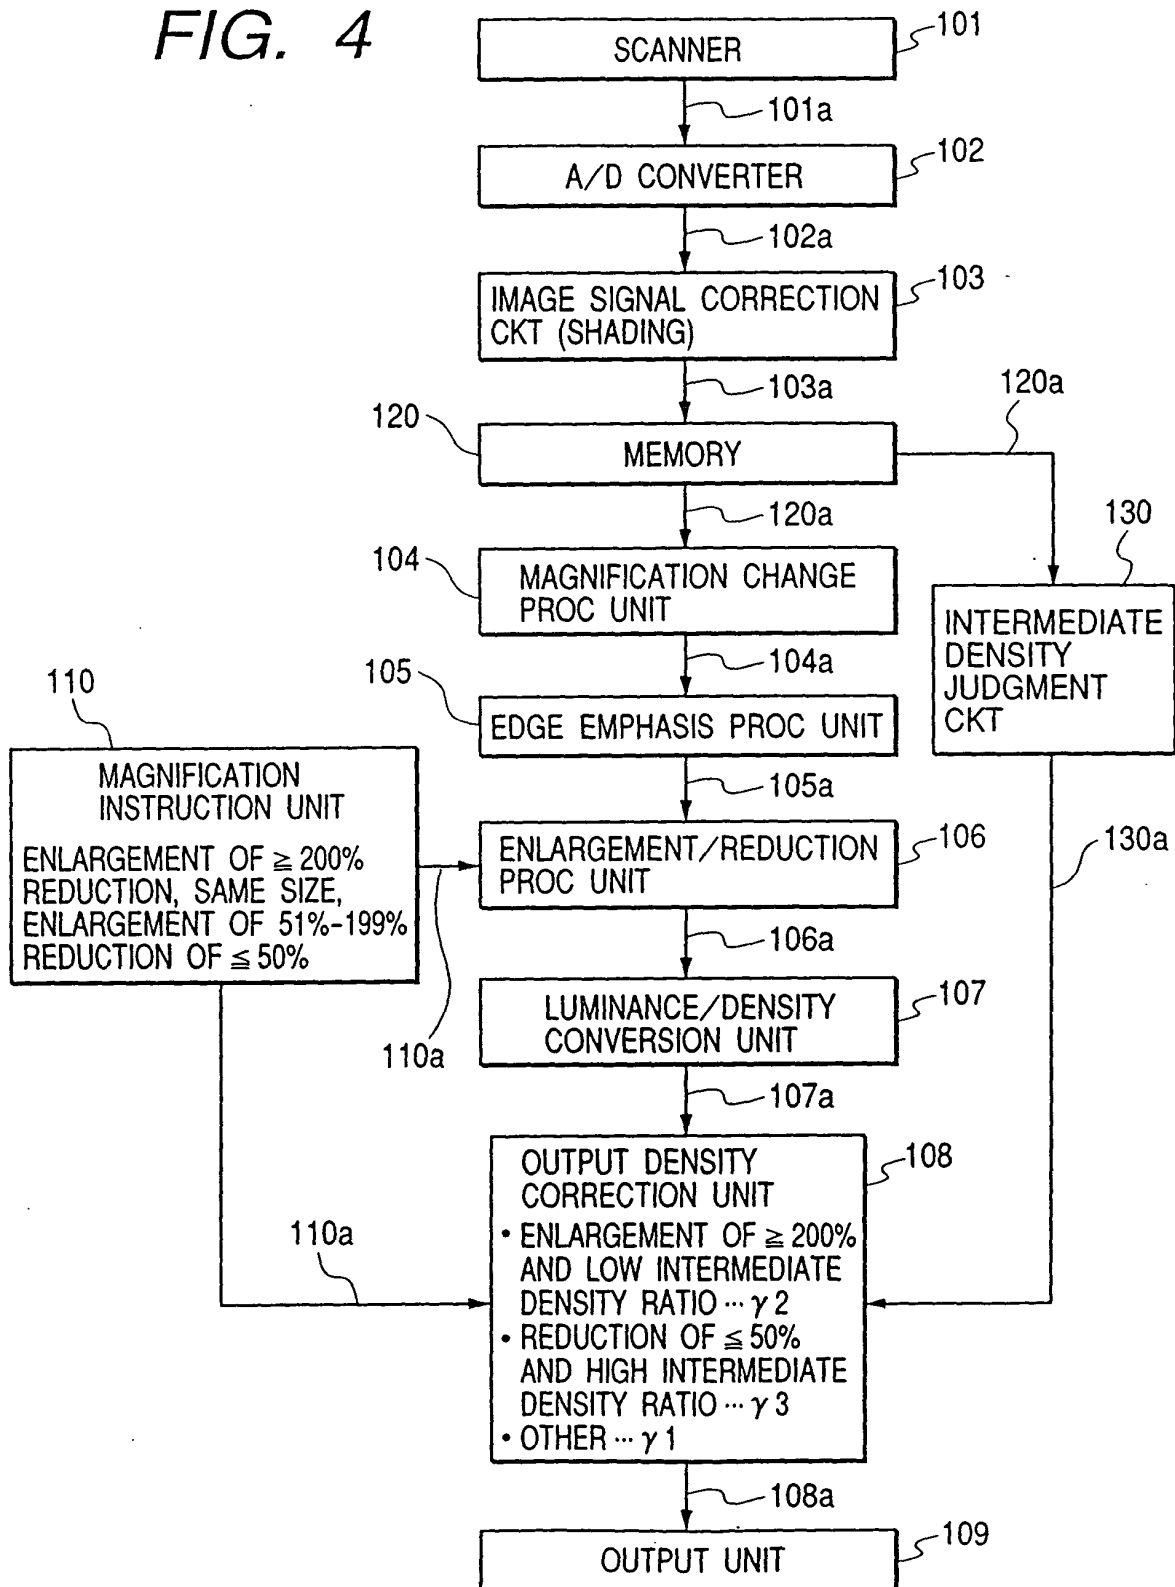 FIG. 4
SCANNER
101
101a
A/D CONVERTER
102
102a
IMAGE SIGNAL CORRECTION
CKT (SHADING)
103
103a
120a
120
MEMORY
120a
130
104
MAGNIFICATION CHANGE
PROC UNIT
INTERMEDIATE
DENSITY
JUDGMENT
CKT
104a
105
110
EDGE EMPHASIS PROC UNIT
105a
MAGNIFICATION
INSTRUCTION UNIT
ENLARGEMENT OF ≧ 200%
REDUCTION, SAME SIZE,
ENLARGEMENT OF 51%-199%
REDUCTION OF ≦ 50%
ENLARGEMENT/REDUCTION
PROC UNIT
106
130a
106a
110a
LUMINANCE/DENSITY
CONVERSION UNIT
107
107a
110a
OUTPUT DENSITY
CORRECTION UNIT
• ENLARGEMENT OF ≧ 200%
AND LOW INTERMEDIATE
DENSITY RATIO ··· γ 2
• REDUCTION OF ≦ 50%
AND HIGH INTERMEDIATE
DENSITY RATIO ··· γ 3
• OTHER ··· γ 1
108
108a
OUTPUT UNIT
109